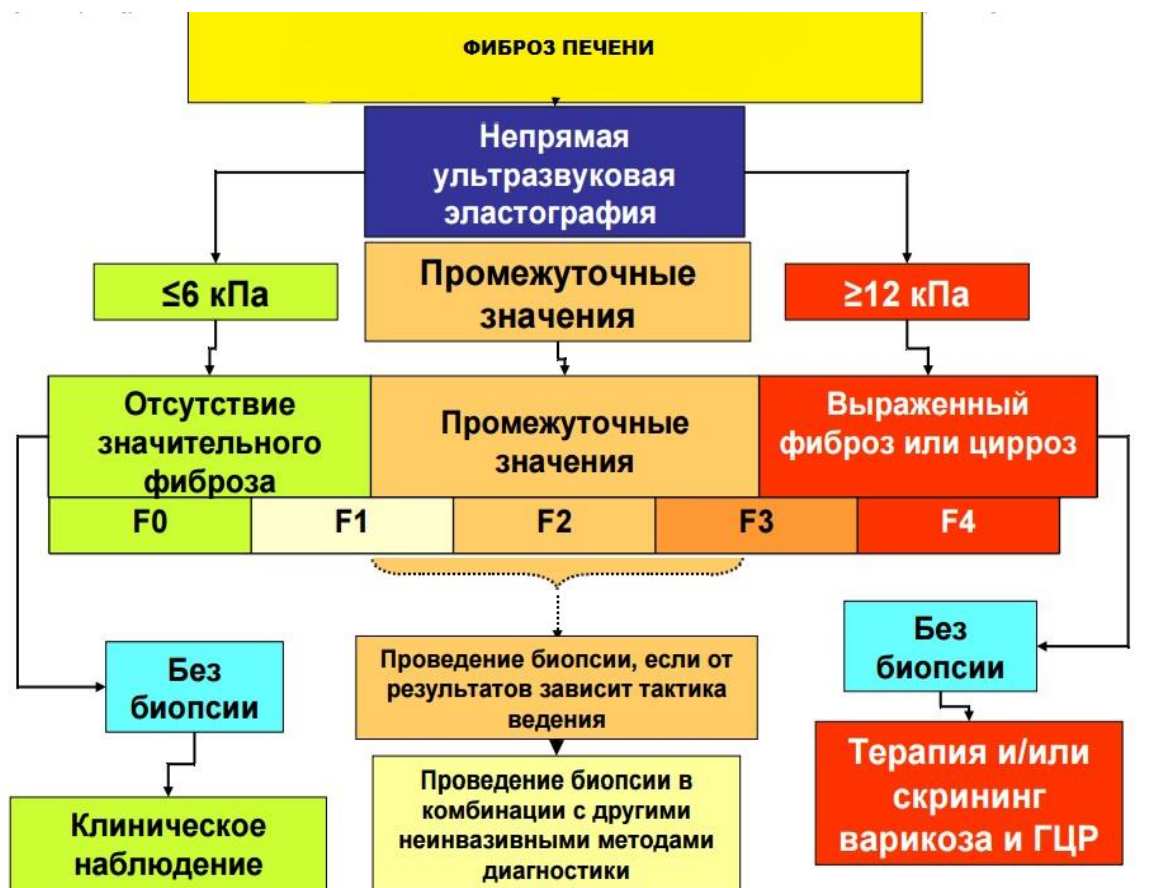 ФИБРОЗ ПЕЧЕНИ
Непрямая
ультразвуковая
эластография
≤6 кПа
Промежуточные
значения
≥12 кПа
Отсутствие
значительного
фиброза
Промежуточные
значения
Выраженный
фиброз или цирроз
F0
F1
F2
F3
F4
Без
биопсии
Проведение биопсии, если от
результатов зависит тактика
ведения
Без
биопсии
Клиническое
наблюдение
Проведение биопсии в
комбинации с другими
неинвазивными методами
диагностики
Терапия и/или
скрининг
варикоза и ГЦР